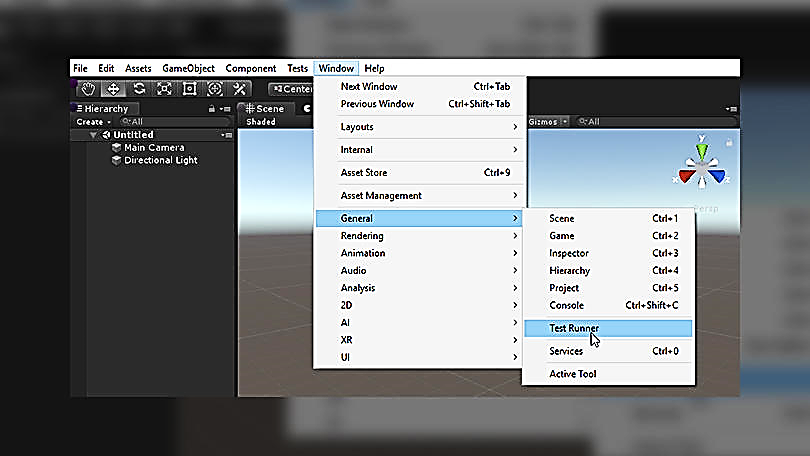 File Edit Assets GameObject Component Tests Window Help
Center
Hierarchy
Create All
Untitled
Main Camera
Directional Light
Scene
Shaded
Gizmos All
y
x
z
Persp
Next Window Ctrl+Tab
Previous Window Ctrl+Shift+Tab
Layouts
Internal
Asset Store Ctrl+9
Asset Management
General
Rendering
Animation
Audio
Analysis
2D
AI
XR
UI
Scene Ctrl+1
Game Ctrl+2
Inspector Ctrl+3
Hierarchy Ctrl+4
Project Ctrl+5
Console Ctrl+Shift+C
Test Runner
Services Ctrl+0
Active Tool